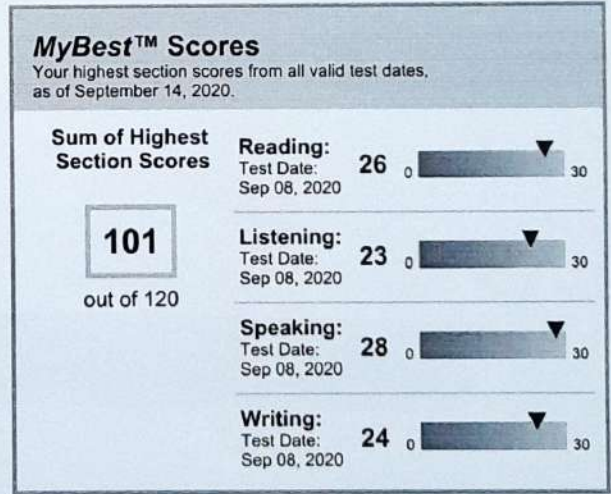 MyBest™ Scores
Your highest section scores from all valid test dates,
as of September 14, 2020.
Sum of Highest
Section Scores
101
out of 120
Reading:
Test Date:
Sep 08, 2020
26
0
30
Listening:
Test Date:
Sep 08, 2020
23
0
30
Speaking:
Test Date:
Sep 08, 2020
28
0
30
Writing:
Test Date:
Sep 08, 2020
24
0
30